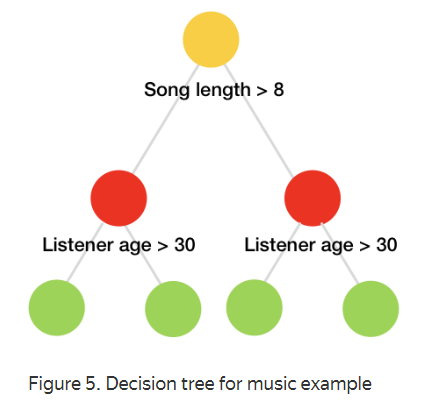 Song length > 8
Listener age > 30
Listener age > 30
Figure 5. Decision tree for music example